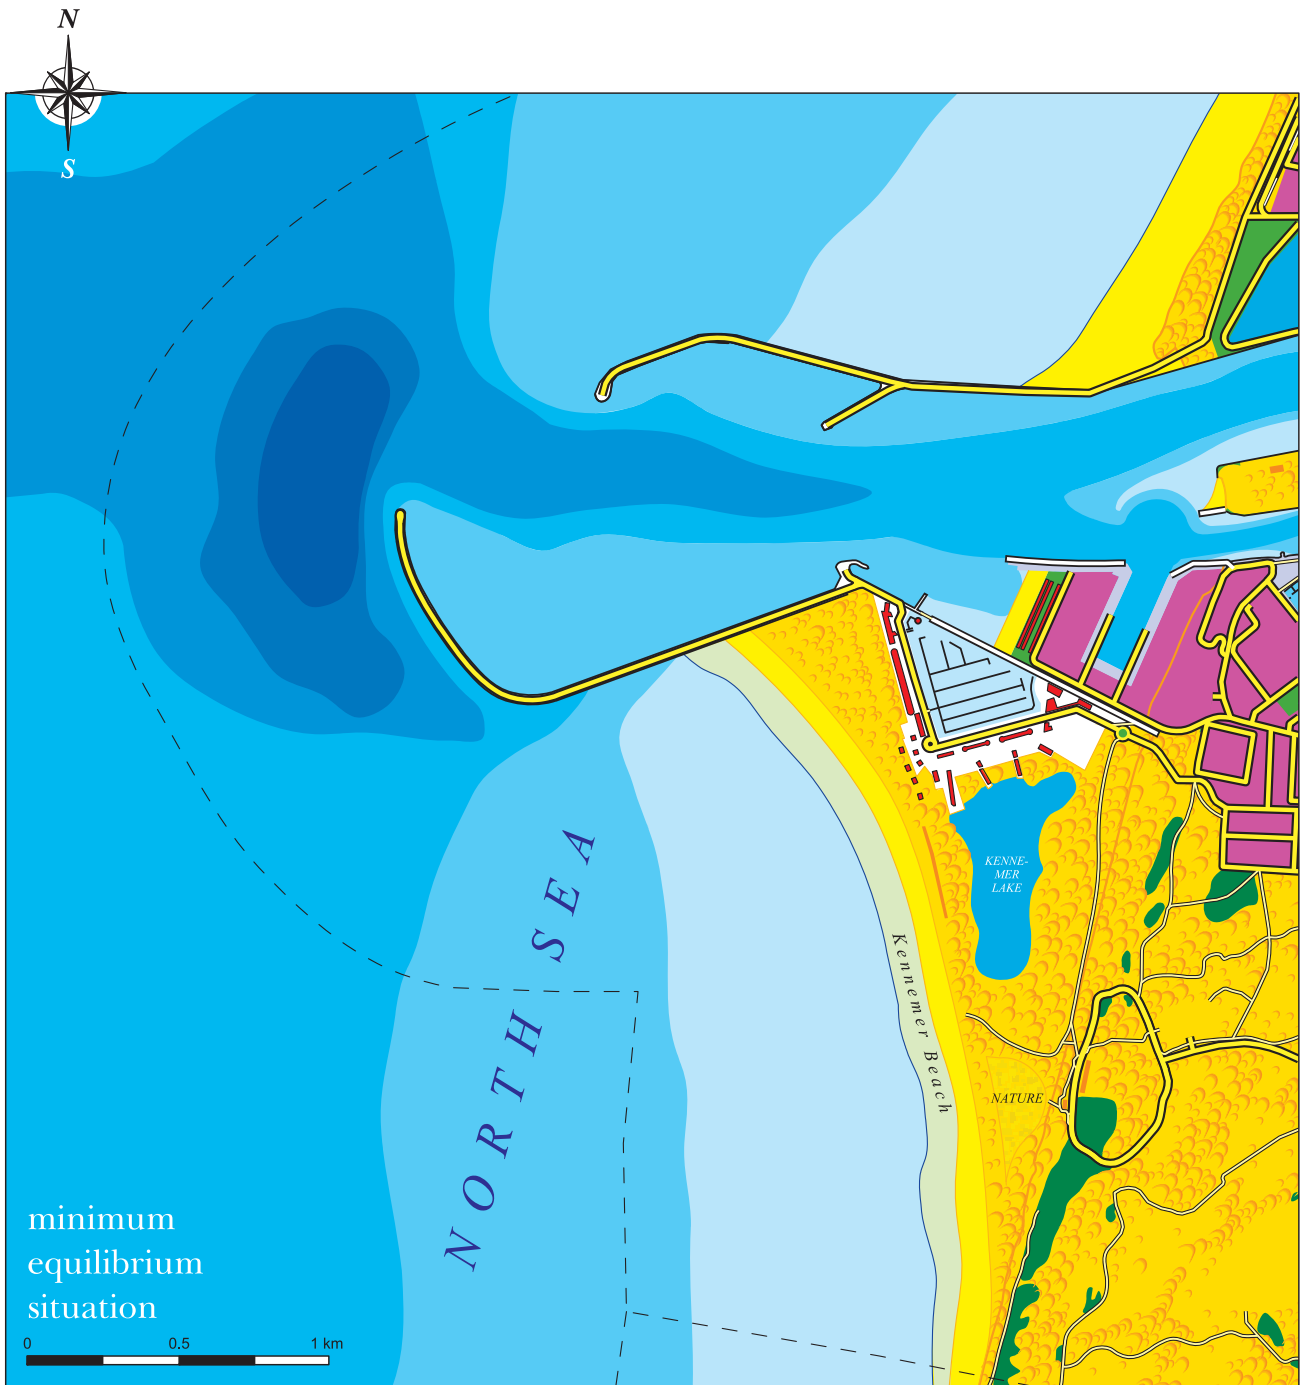 N
S
NORTH SEA
KENNE-
MER
LAKE
Kennemer Beach
NATURE
minimum
equilibrium
situation
0 0.5 1 km